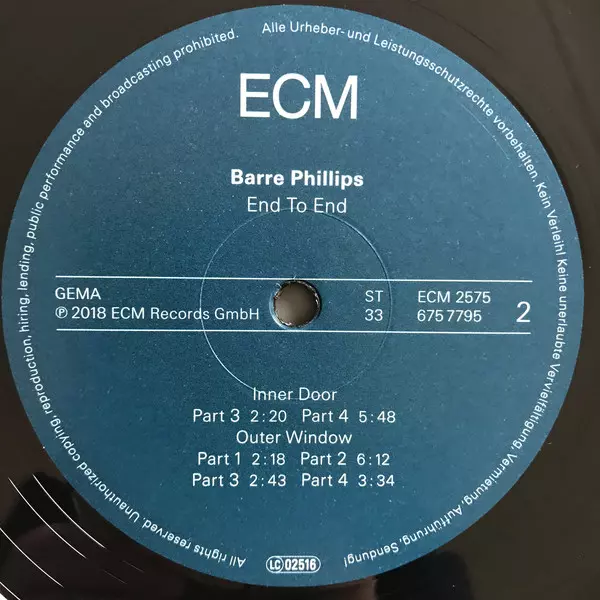 All rights reserved. Unauthorized copying, reproduction, hiring, lending, public performance and broadcasting prohibited.
Alle Urheber- und Leistungsschutzrechte vorbehalten. Kein Verleih! Keine unerlaubte Vervielfältigung, Vermietung, Aufführung, Sendung!
ECM
Barre Phillips
End To End
GEMA ST ECM 2575
℗ 2018 ECM Records GmbH 33 675 7795 2
Inner Door
Part 3 2:20 Part 4 5:48
Outer Window
Part 1 2:18 Part 2 6:12
Part 3 2:43 Part 4 3:34
LC 02516